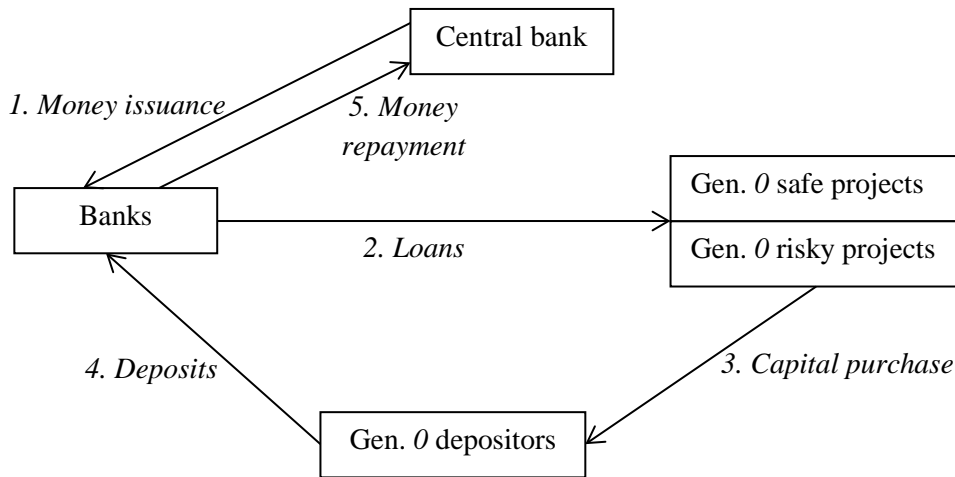 Central bank
1. Money issuance
5. Money
repayment
Gen. 0 safe projects
Banks
2. Loans
Gen. 0 risky projects
4. Deposits
3. Capital purchase
Gen. 0 depositors